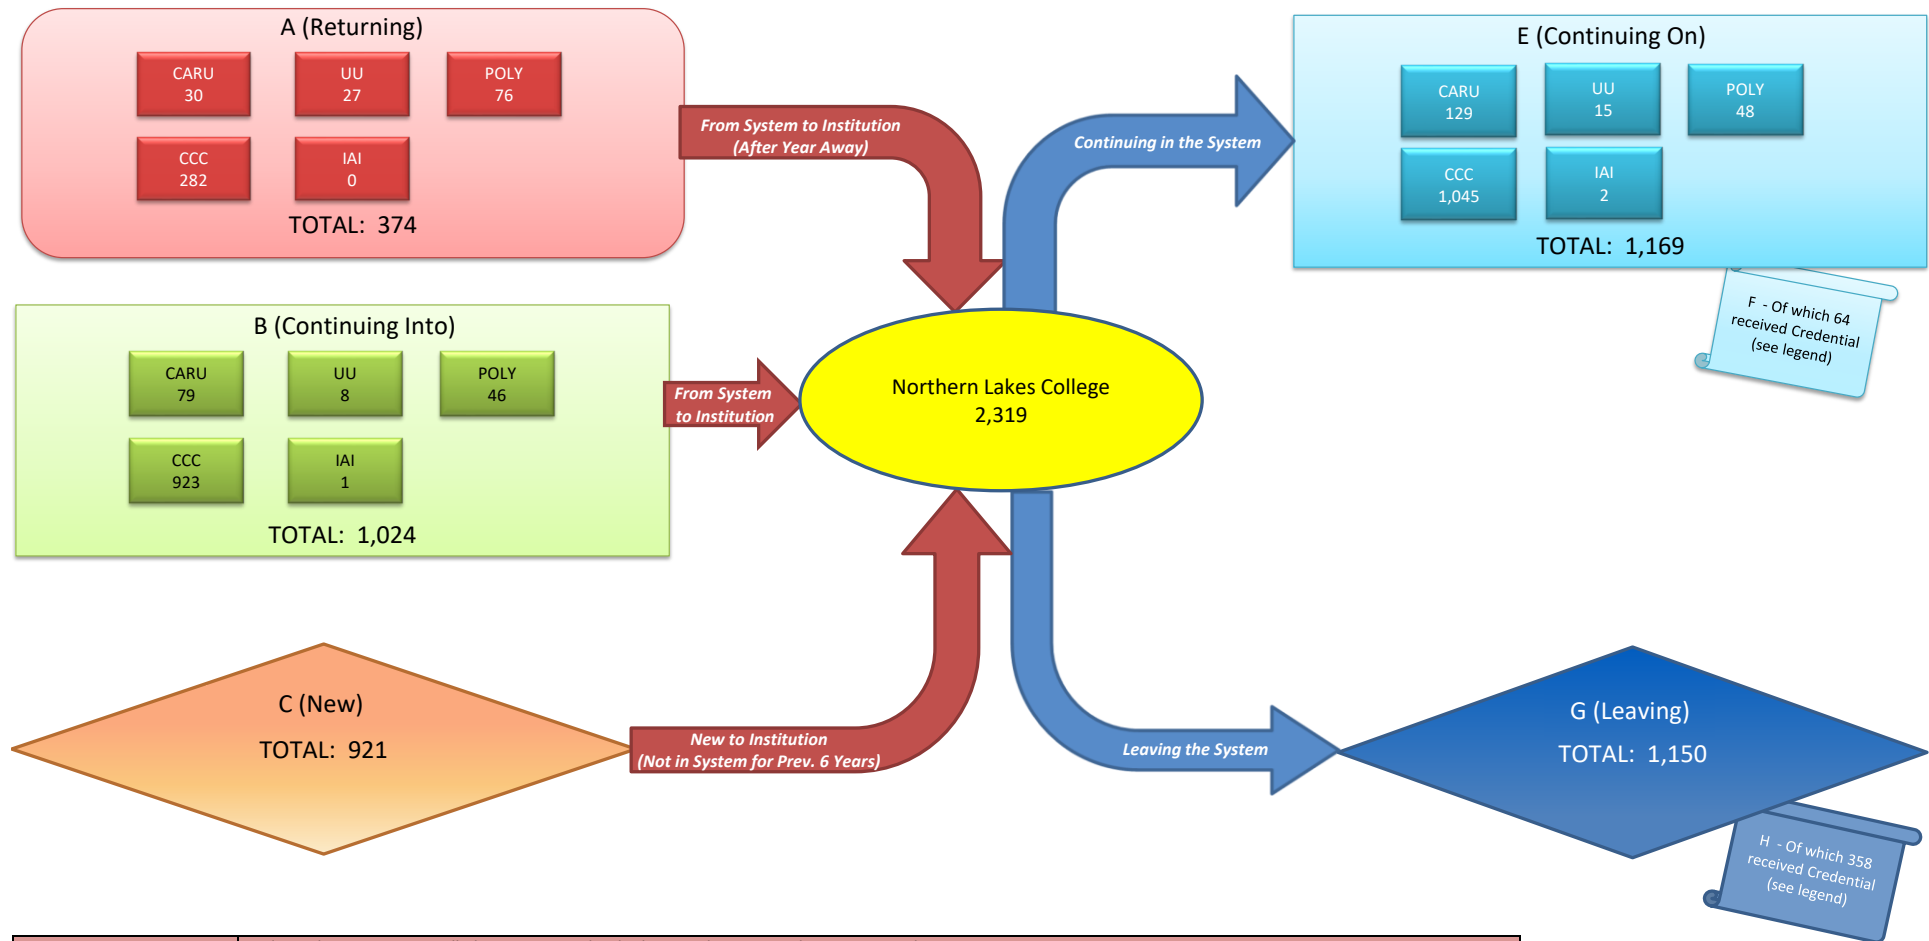 A (Returning)
CARU
30
UU
27
POLY
76
CCC
282
IAI
0
TOTAL: 374
From System to Institution
(After Year Away)
Continuing in the System
E (Continuing On)
CARU
129
UU
15
POLY
48
CCC
1,045
IAI
2
TOTAL: 1,169
F - Of which 64
received Credential
(see legend)
B (Continuing Into)
CARU
79
UU
8
POLY
46
CCC
923
IAI
1
TOTAL: 1,024
From System
to Institution
Northern Lakes College
2,319
C (New)
TOTAL: 921
New to Institution
(Not in System for Prev. 6 Years)
Leaving the System
G (Leaving)
TOTAL: 1,150
H - Of which 358
received Credential
(see legend)